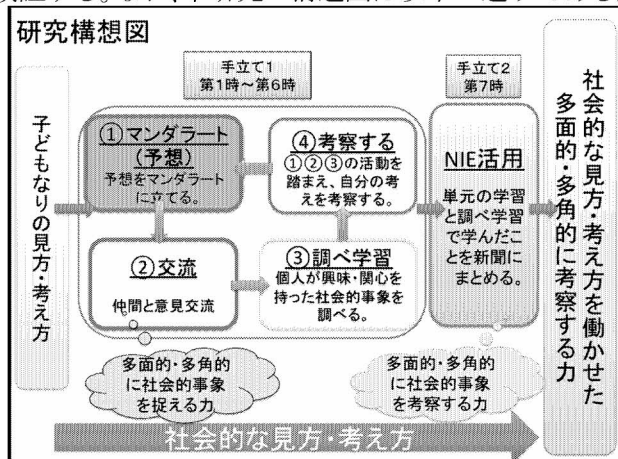 研究構想図
手立て1
第1時～第6時
手立て2
第7時
子どもなりの見方・考え方
①マンダラート
(予想)
予想をマンダラート
に立てる。
②交流
仲間と意見交流
③調べ学習
個人が興味・関心を
持った社会的事象を
調べる。
④考察する
①②③の活動を
踏まえ、自分の考
えを考察する。
NIE活用
単元の学習
と調べ学習
で学んだこ
とを新聞に
まとめる。
社会的な見方・考え方を働かせた
多面的・多角的に考察する力
多面的・多角的
に社会的事象
を捉える力
多面的・多角的
に社会的事象
を考察する力
社会的な見方・考え方